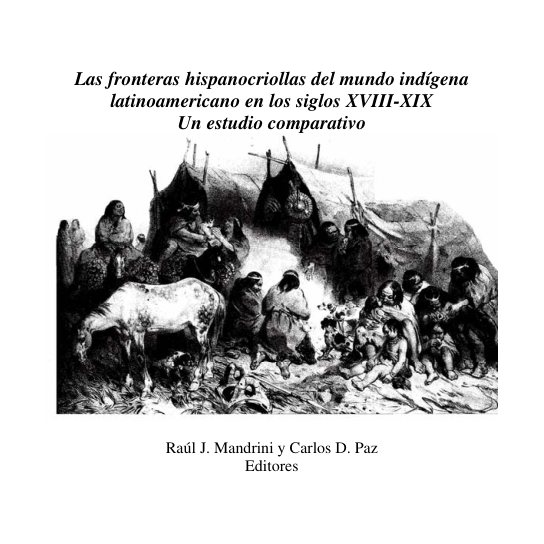 Las fronteras hispanocriollas del mundo indígena
latinoamericano en los siglos XVIII-XIX
Un estudio comparativo
Raúl J. Mandrini y Carlos D. Paz
Editores